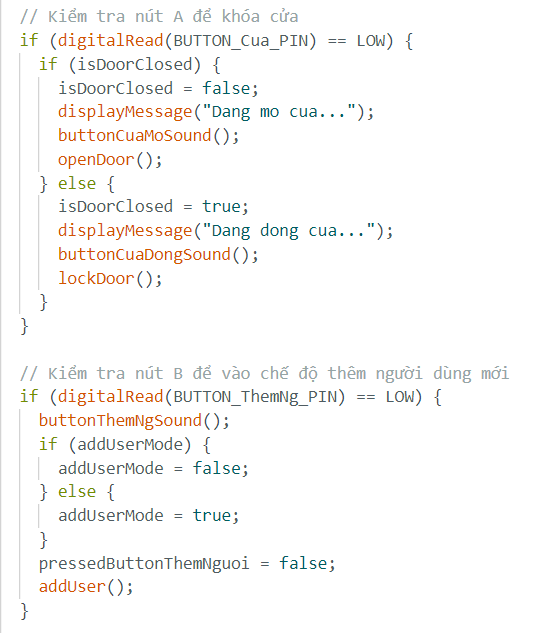 // Kiểm tra nút A để khóa cửa
if (digitalRead(BUTTON_Cua_PIN) == LOW) {
  if (isDoorClosed) {
    isDoorClosed = false;
    displayMessage("Dang mo cua...");
    buttonCuaMoSound();
    openDoor();
  } else {
    isDoorClosed = true;
    displayMessage("Dang dong cua...");
    buttonCuaDongSound();
    lockDoor();
  }
}

// Kiểm tra nút B để vào chế độ thêm người dùng mới
if (digitalRead(BUTTON_ThemNg_PIN) == LOW) {
  buttonThemNgSound();
  if (addUserMode) {
    addUserMode = false;
  } else {
    addUserMode = true;
  }
  pressedButtonThemNguoi = false;
  addUser();
}